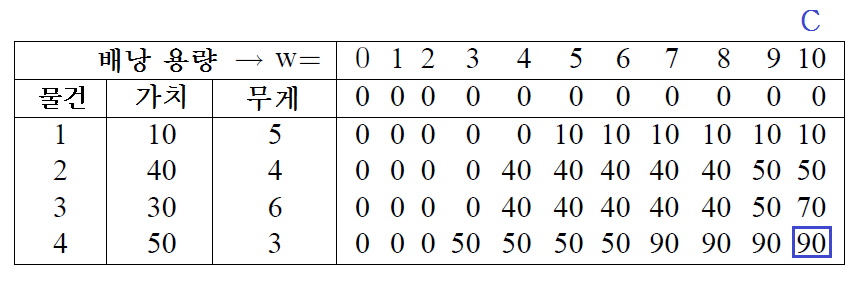 C
배낭 용량 → w= 0 1 2 3 4 5 6 7 8 9 10
물건 가치 무게 0 0 0 0 0 0 0 0 0 0 0
1 10 5 0 0 0 0 0 10 10 10 10 10 10
2 40 4 0 0 0 0 40 40 40 40 40 50 50
3 30 6 0 0 0 0 40 40 40 40 40 50 70
4 50 3 0 0 0 50 50 50 50 90 90 90 90